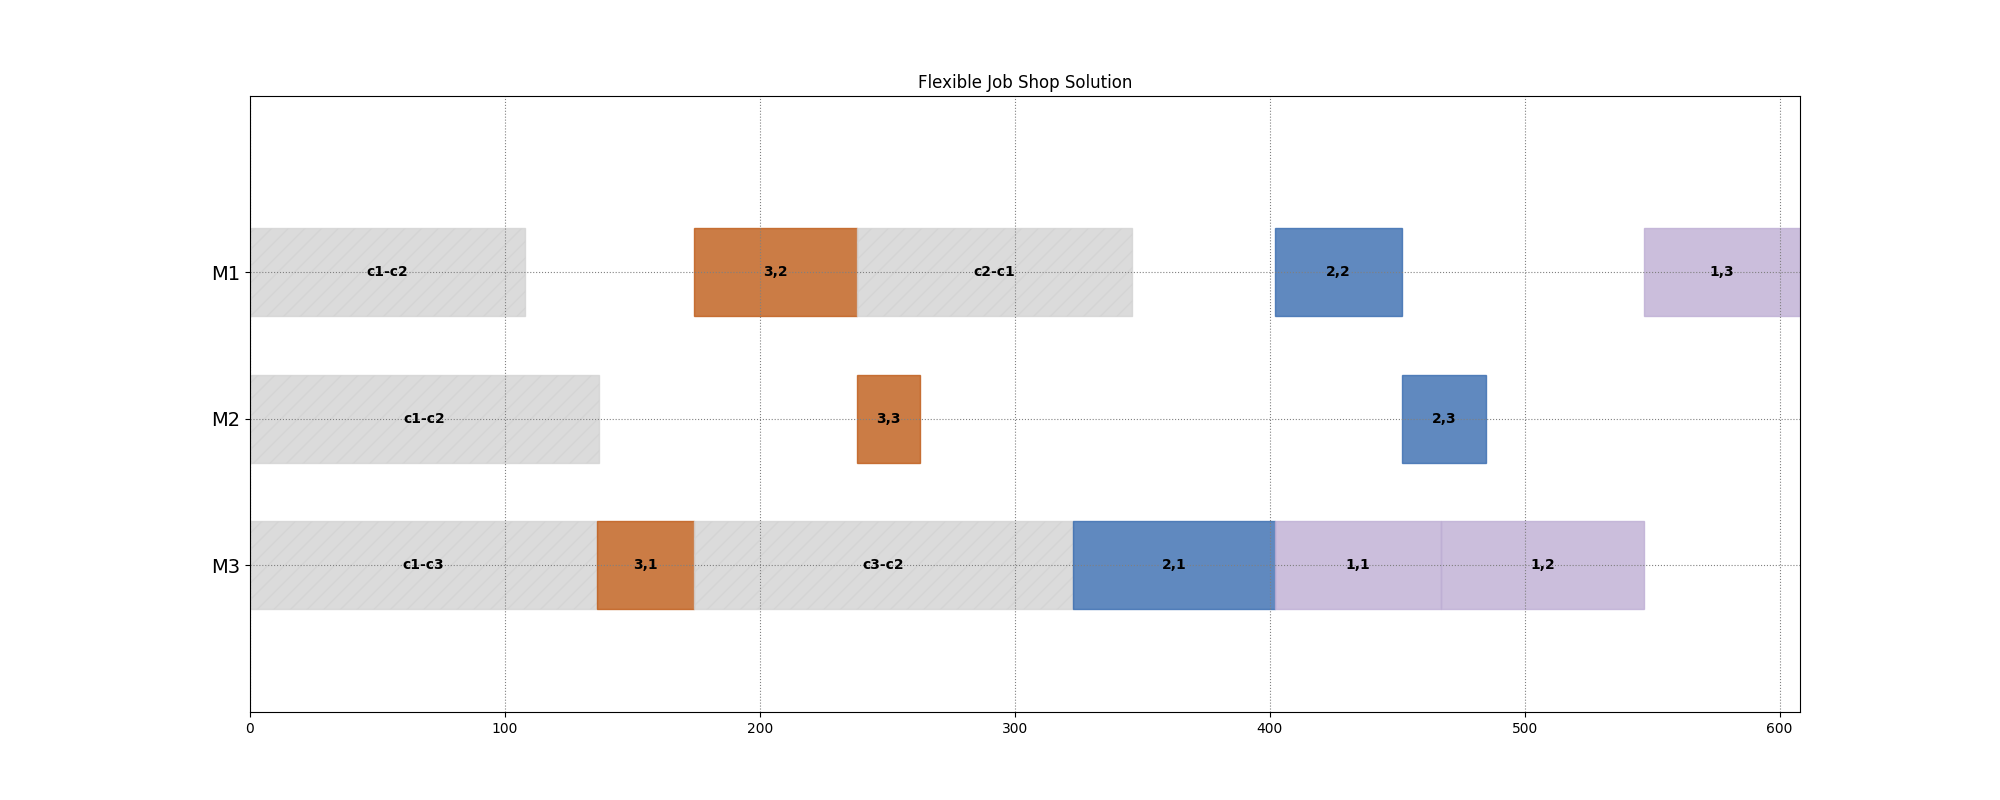 Flexible Job Shop Solution
M1
c1-c2
3,2
c2-c1
2,2
1,3
M2
c1-c2
3,3
2,3
M3
c1-c3
3,1
c3-c2
2,1
1,1
1,2
0
100
200
300
400
500
600